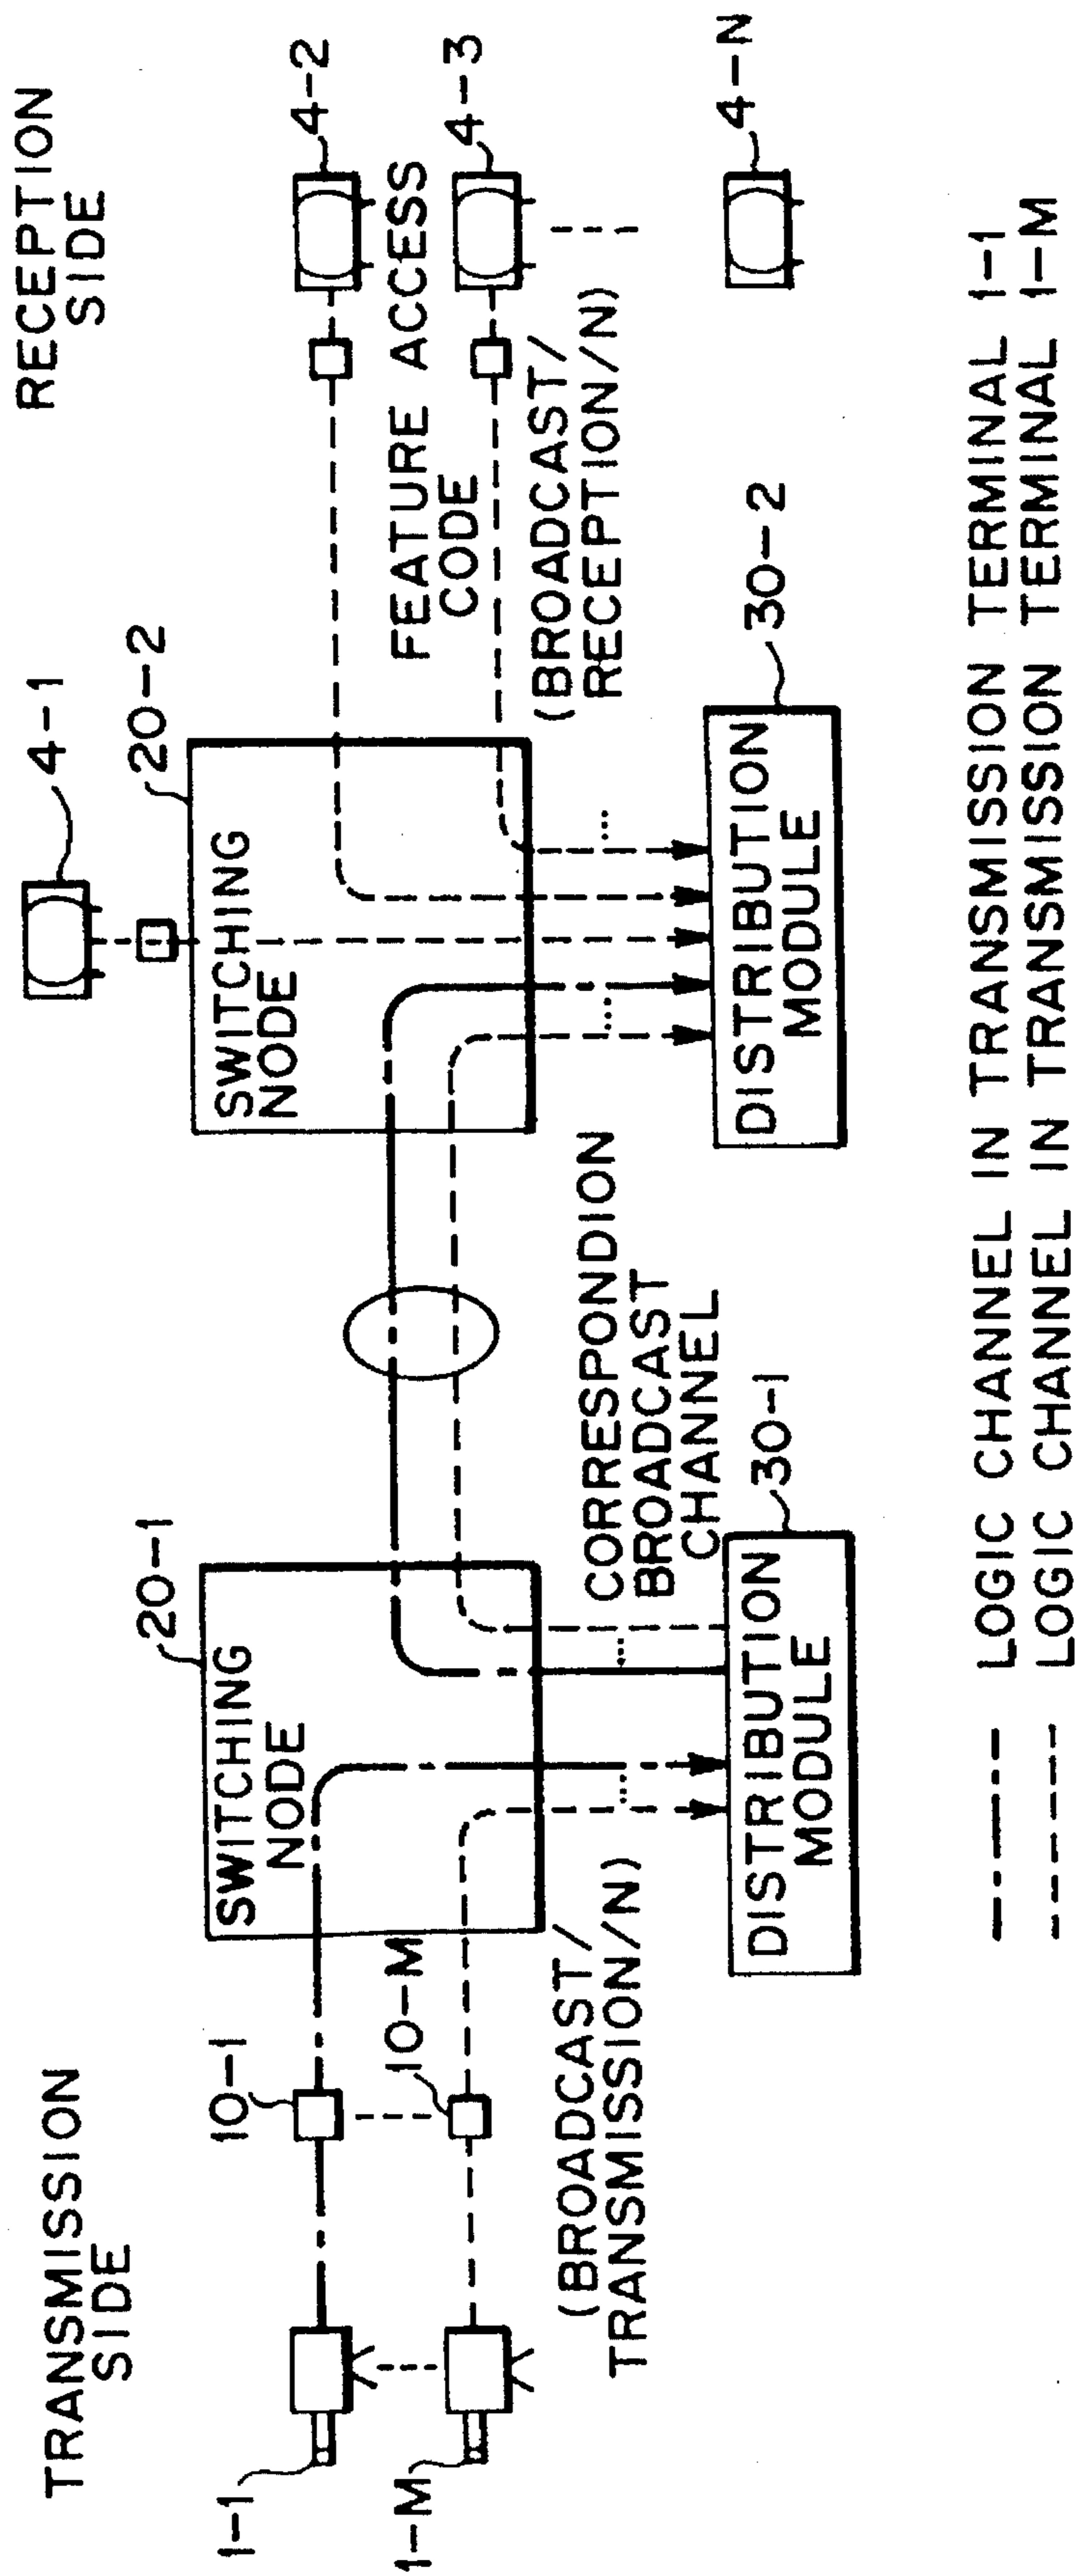 TRANSMISSION
SIDE
RECEPTION
SIDE
1-1
1-M
10-1
10-M
20-1
SWITCHING
NODE
4-1
20-2
SWITCHING
NODE
4-2
FEATURE ACCESS
CODE
4-3
(BROADCAST/
RECEPTION/N)
4-N
(BROADCAST/
TRANSMISSION/N)
CORRESPONDION
BROADCAST
CHANNEL
30-1
DISTRIBUTION
MODULE
30-2
DISTRIBUTION
MODULE
LOGIC CHANNEL IN TRANSMISSION TERMINAL 1-1
LOGIC CHANNEL IN TRANSMISSION TERMINAL 1-M